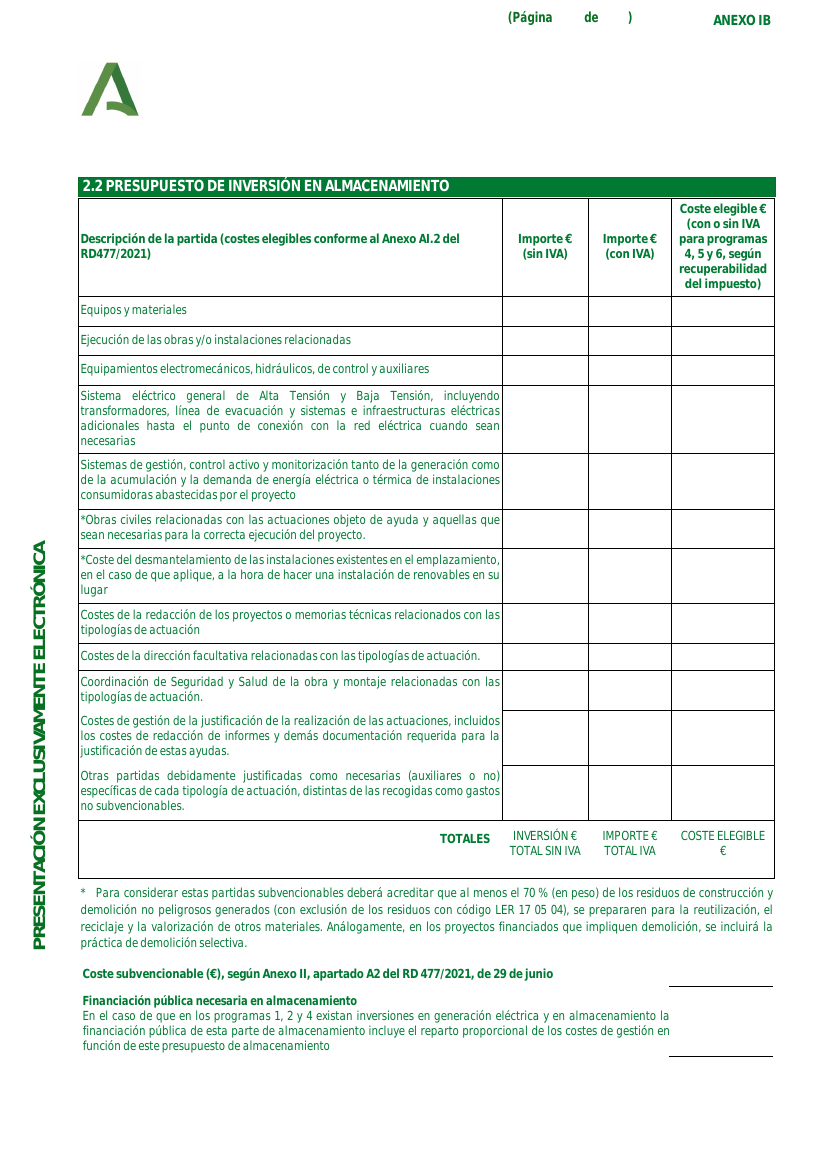 (Página de )
ANEXO IB
2.2 PRESUPUESTO DE INVERSIÓN EN ALMACENAMIENTO
Descripción de la partida (costes elegibles conforme al Anexo AI.2 del
RD477/2021)
Importe €
(sin IVA)
Importe €
(con IVA)
Coste elegible €
(con o sin IVA
para programas
4, 5 y 6, según
recuperabilidad
del impuesto)
Equipos y materiales
Ejecución de las obras y/o instalaciones relacionadas
Equipamientos electromecánicos, hidráulicos, de control y auxiliares
Sistema eléctrico general de Alta Tensión y Baja Tensión, incluyendo
transformadores, línea de evacuación y sistemas e infraestructuras eléctricas
adicionales hasta el punto de conexión con la red eléctrica cuando sean
necesarias
Sistemas de gestión, control activo y monitorización tanto de la generación como
de la acumulación y la demanda de energía eléctrica o térmica de instalaciones
consumidoras abastecidas por el proyecto
*Obras civiles relacionadas con las actuaciones objeto de ayuda y aquellas que
sean necesarias para la correcta ejecución del proyecto.
*Coste del desmantelamiento de las instalaciones existentes en el emplazamiento,
en el caso de que aplique, a la hora de hacer una instalación de renovables en su
lugar
Costes de la redacción de los proyectos o memorias técnicas relacionados con las
tipologías de actuación
Costes de la dirección facultativa relacionadas con las tipologías de actuación.
Coordinación de Seguridad y Salud de la obra y montaje relacionadas con las
tipologías de actuación.
Costes de gestión de la justificación de la realización de las actuaciones, incluidos
los costes de redacción de informes y demás documentación requerida para la
justificación de estas ayudas.
Otras partidas debidamente justificadas como necesarias (auxiliares o no)
específicas de cada tipología de actuación, distintas de las recogidas como gastos
no subvencionables.
TOTALES
INVERSIÓN €
TOTAL SIN IVA
IMPORTE €
TOTAL IVA
COSTE ELEGIBLE
€
* Para considerar estas partidas subvencionables deberá acreditar que al menos el 70 % (en peso) de los residuos de construcción y
demolición no peligrosos generados (con exclusión de los residuos con código LER 17 05 04), se prepararen para la reutilización, el
reciclaje y la valorización de otros materiales. Análogamente, en los proyectos financiados que impliquen demolición, se incluirá la
práctica de demolición selectiva.
Coste subvencionable (€), según Anexo II, apartado A2 del RD 477/2021, de 29 de junio
Financiación pública necesaria en almacenamiento
En el caso de que en los programas 1, 2 y 4 existan inversiones en generación eléctrica y en almacenamiento la
financiación pública de esta parte de almacenamiento incluye el reparto proporcional de los costes de gestión en
función de este presupuesto de almacenamiento
PRESENTACIÓN EXCLUSIVAMENTE ELECTRÓNICA